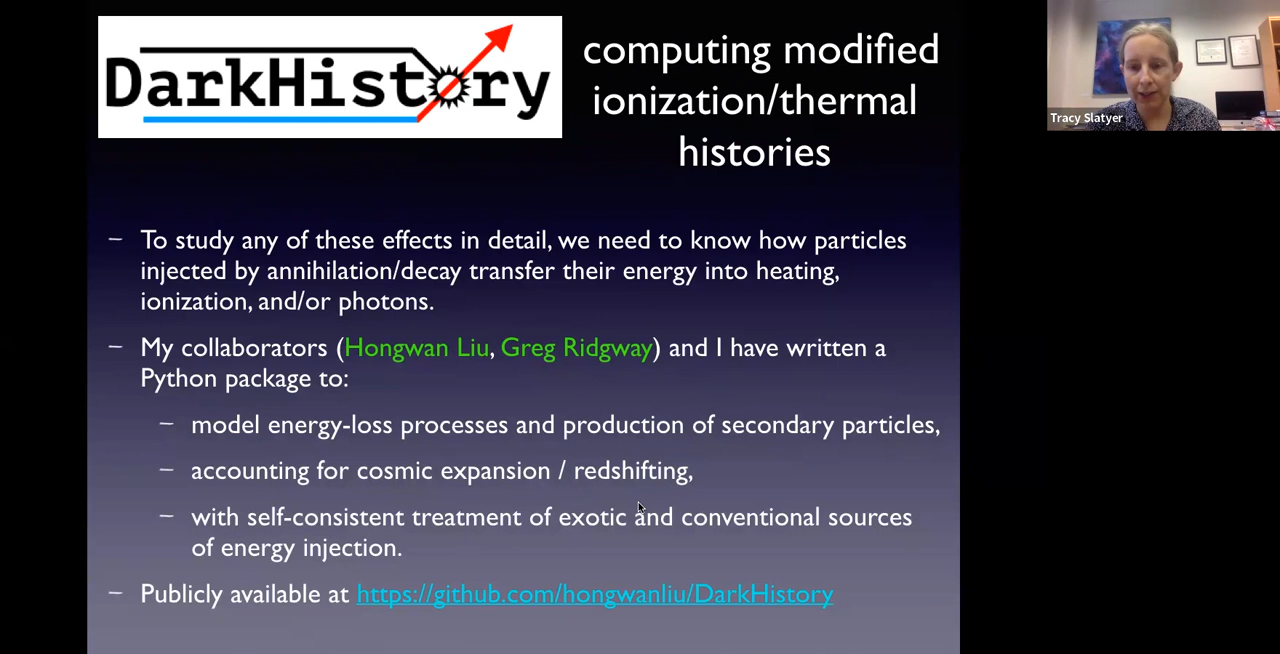 DarkHistory
computing modified
ionization/thermal
histories
Tracy Slatyer
– To study any of these effects in detail, we need to know how particles
injected by annihilation/decay transfer their energy into heating,
ionization, and/or photons.
– My collaborators (Hongwan Liu, Greg Ridgway) and I have written a
Python package to:
– model energy-loss processes and production of secondary particles,
– accounting for cosmic expansion / redshifting,
– with self-consistent treatment of exotic and conventional sources
of energy injection.
– Publicly available at https://github.com/hongwanliu/DarkHistory